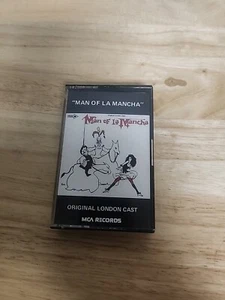 "MAN OF LA MANCHA"
Man of La Mancha
ORIGINAL LONDON CAST
MCA RECORDS